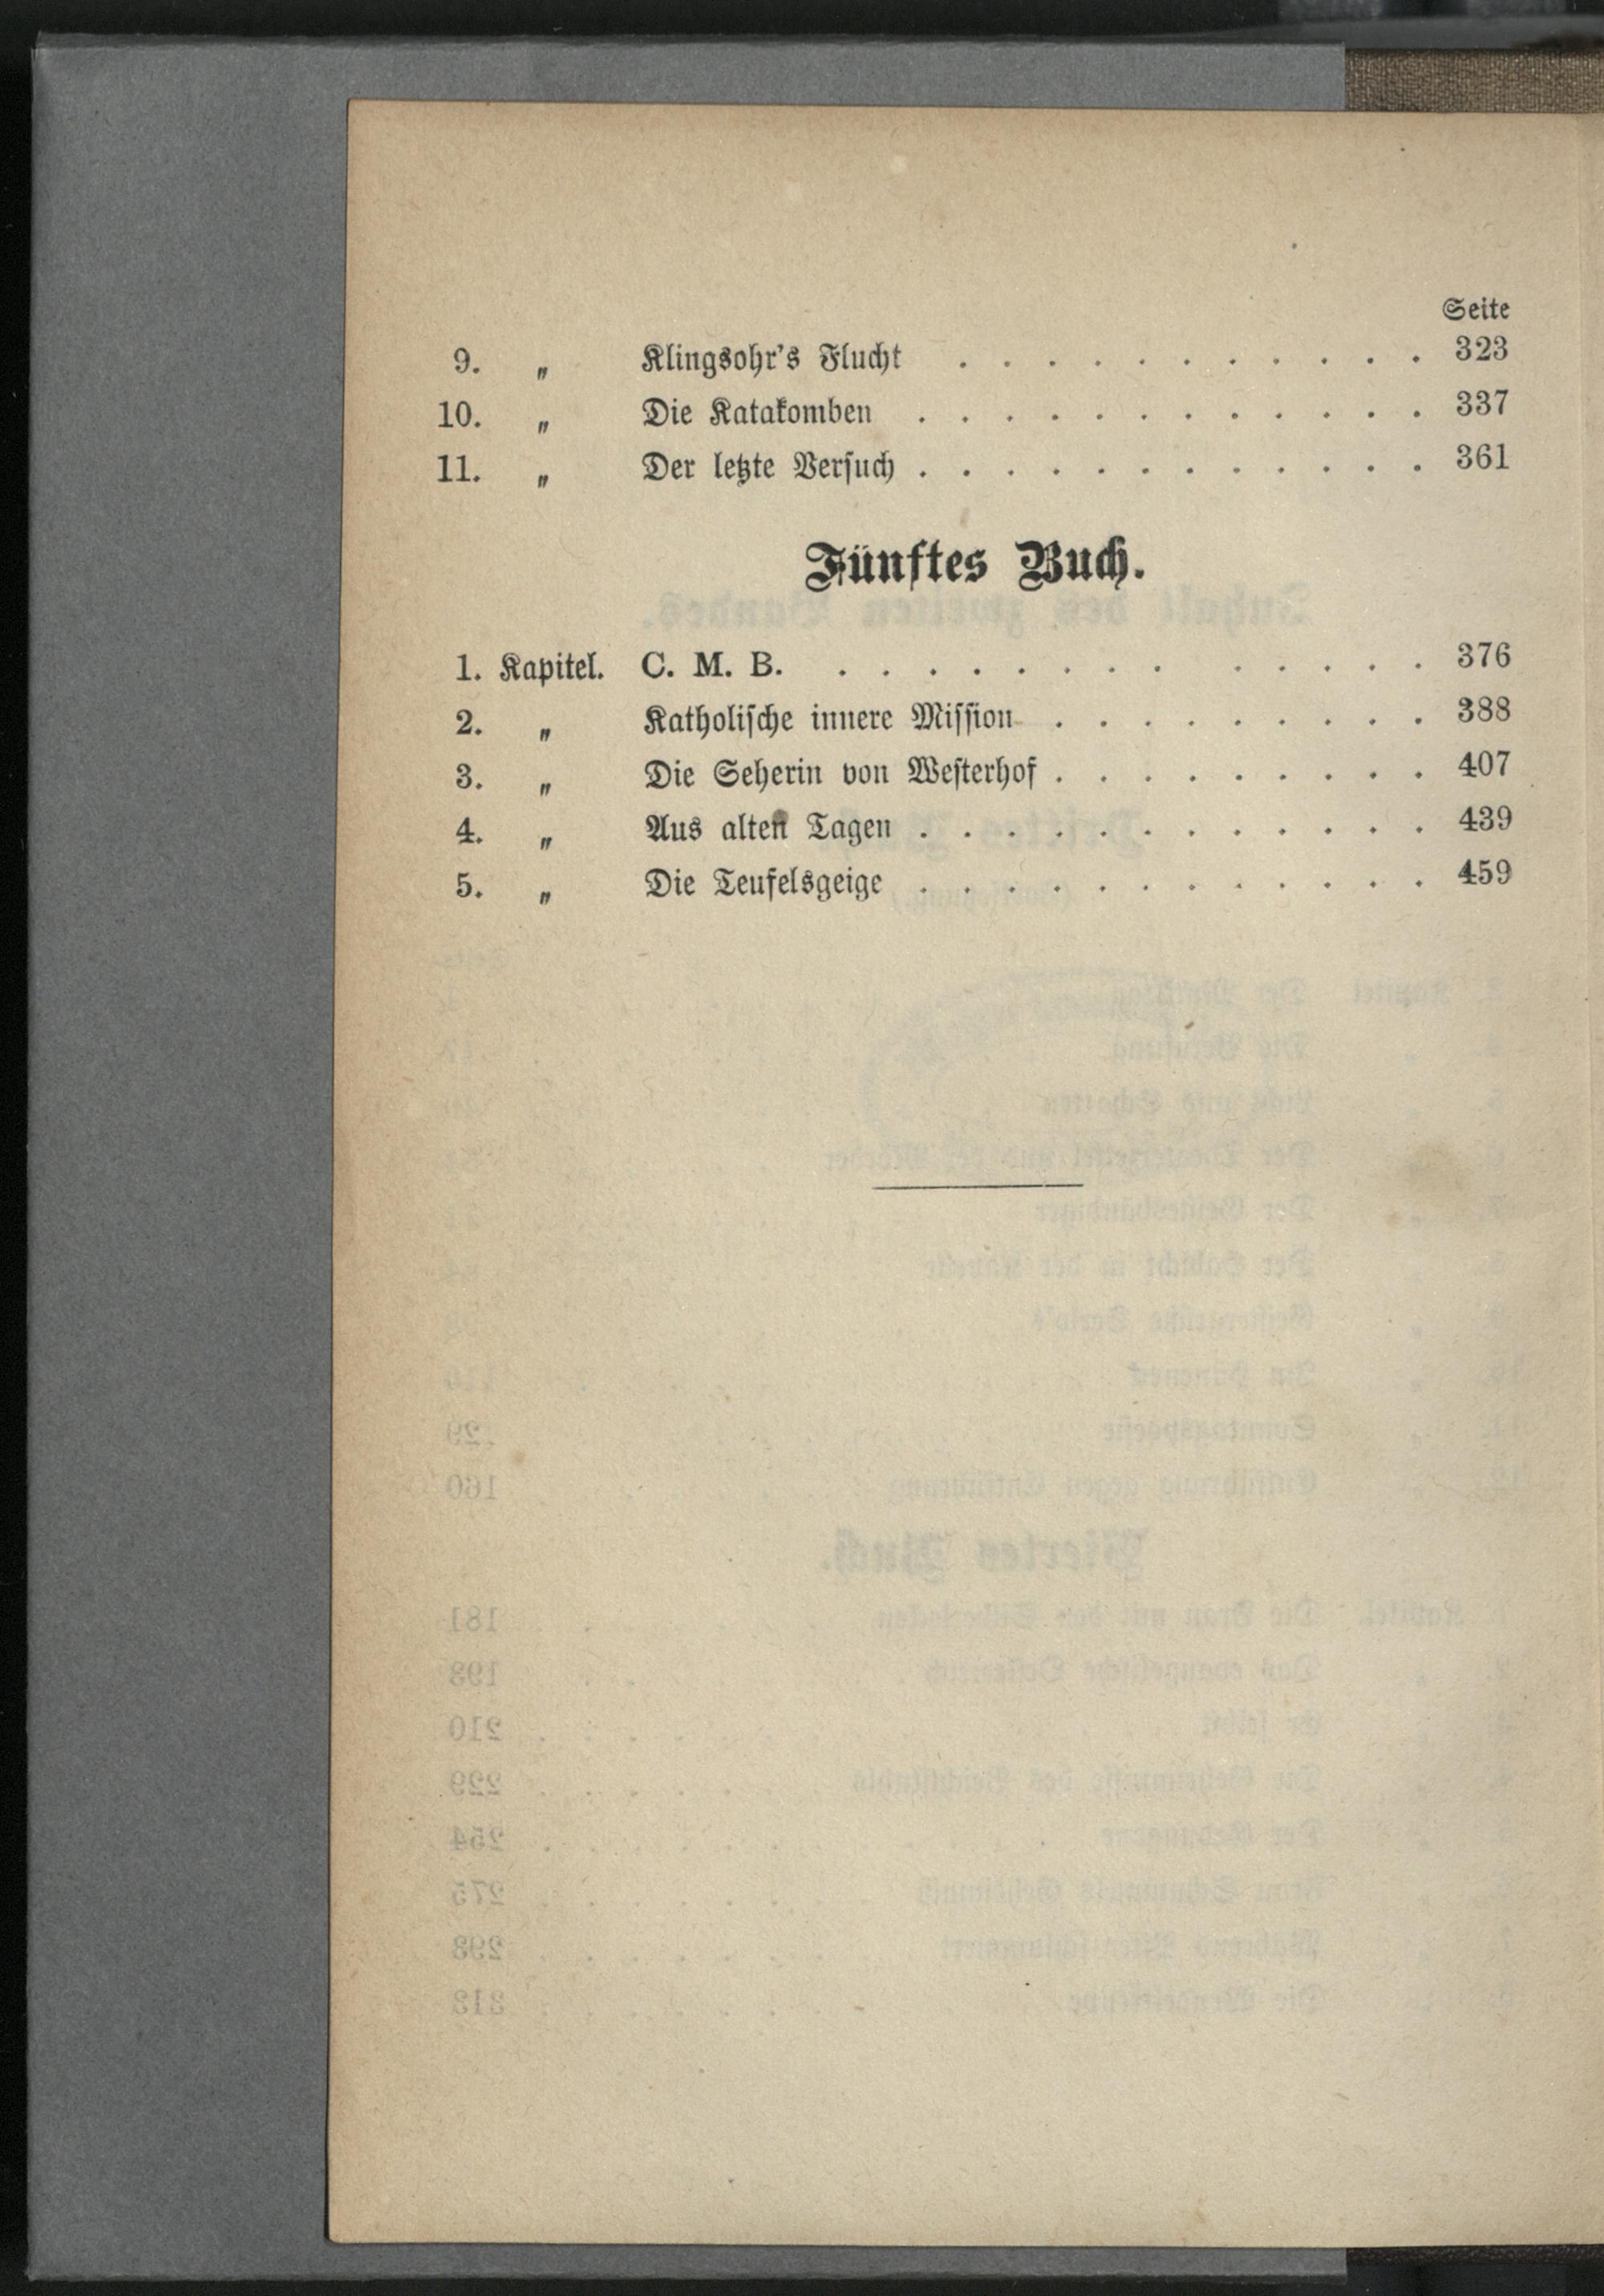 Seite
9. „ Klingsohr's Flucht . . . . . . . . . . . 323
10. „ Die Katakomben . . . . . . . . . . . . 337
11. „ Der letzte Versuch . . . . . . . . . . . . 361
Fünftes Buch.
1. Kapitel. C. M. B. . . . . . . . . . . . . . . 376
2. „ Katholische innere Mission . . . . . . . . . 388
3. „ Die Seherin von Westerhof . . . . . . . . . 407
4. „ Aus alten Tagen . . . . . . . . . . . . 439
5. „ Die Teufelsgeige . . . . . . . . . . . . 459